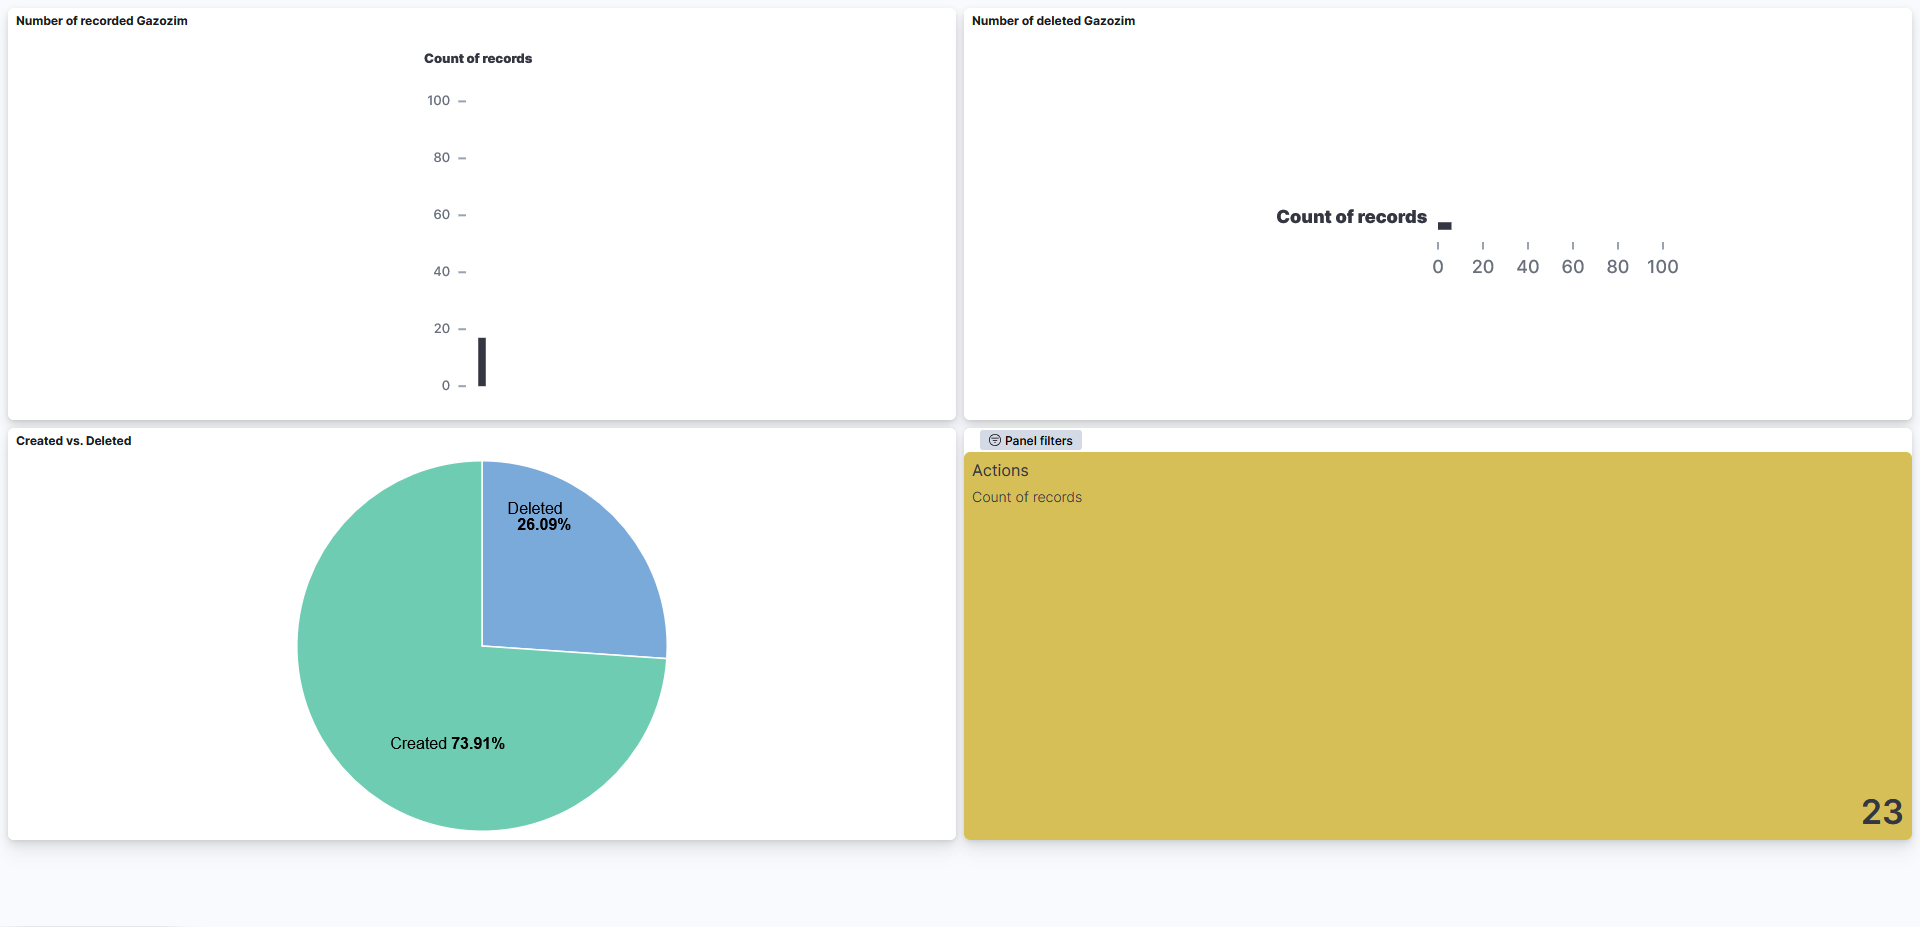 Number of recorded Gazozim
Count of records
100
80
60
40
20
0
Number of deleted Gazozim
Count of records
0 20 40 60 80 100
Created vs. Deleted
Deleted
26.09%
Created 73.91%
Panel filters
Actions
Count of records
23